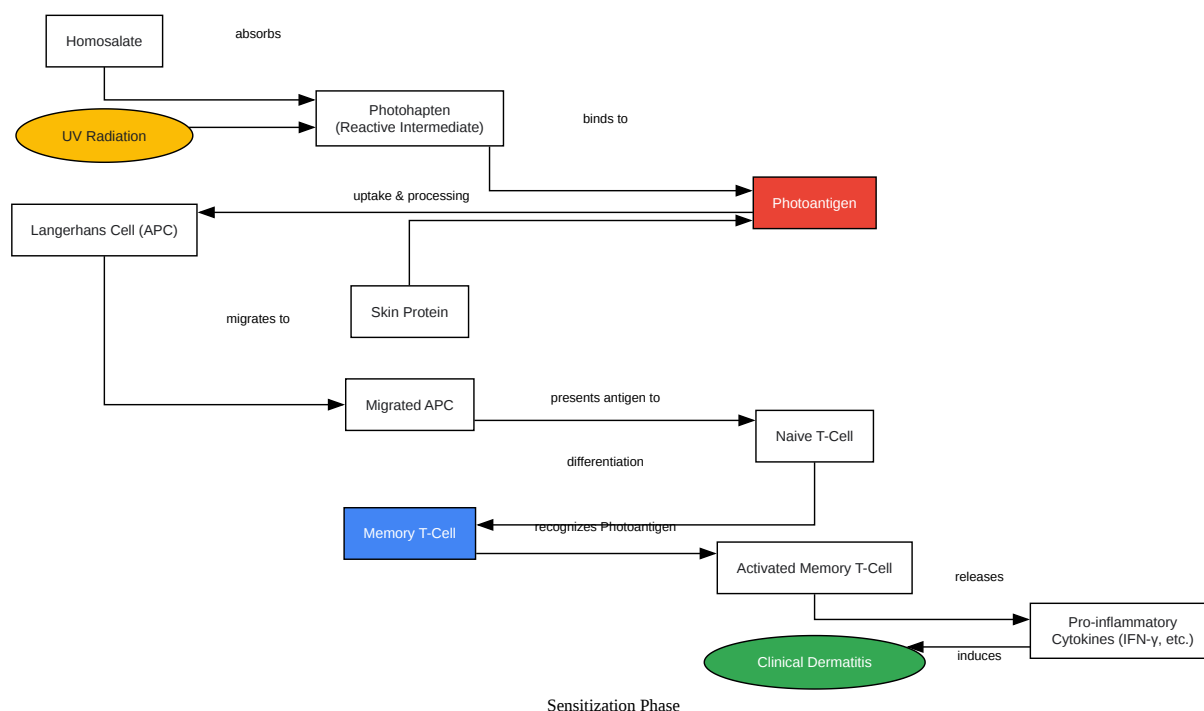 absorbs
Homosalate
Photohapten
(Reactive Intermediate)
binds to
UV Radiation
uptake & processing
Photoantigen
Langerhans Cell (APC)
Skin Protein
migrates to
Migrated APC
presents antigen to
Naive T-Cell
differentiation
recognizes Photoantigen
Memory T-Cell
Activated Memory T-Cell
releases
Pro-inflammatory
Cytokines (IFN-γ, etc.)
induces
Clinical Dermatitis
Sensitization Phase